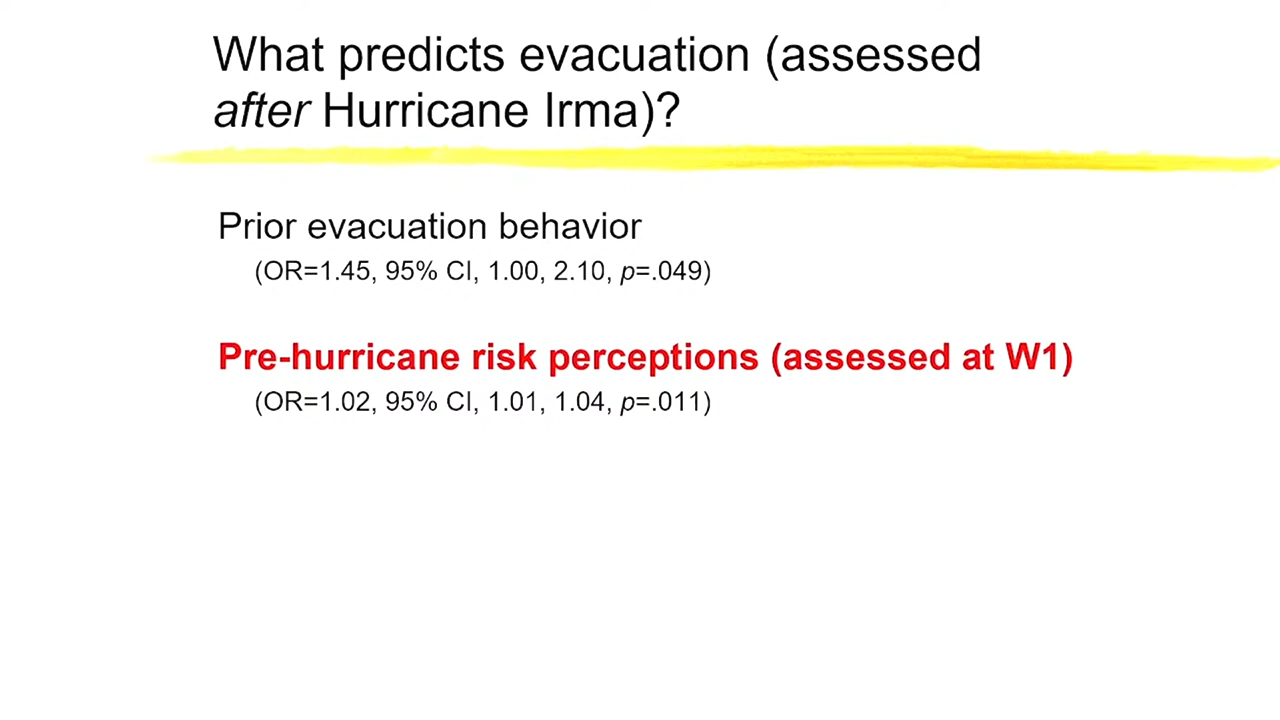 What predicts evacuation (assessed
after Hurricane Irma)?
Prior evacuation behavior
(OR=1.45, 95% CI, 1.00, 2.10, p=.049)
Pre-hurricane risk perceptions (assessed at W1)
(OR=1.02, 95% CI, 1.01, 1.04, p=.011)